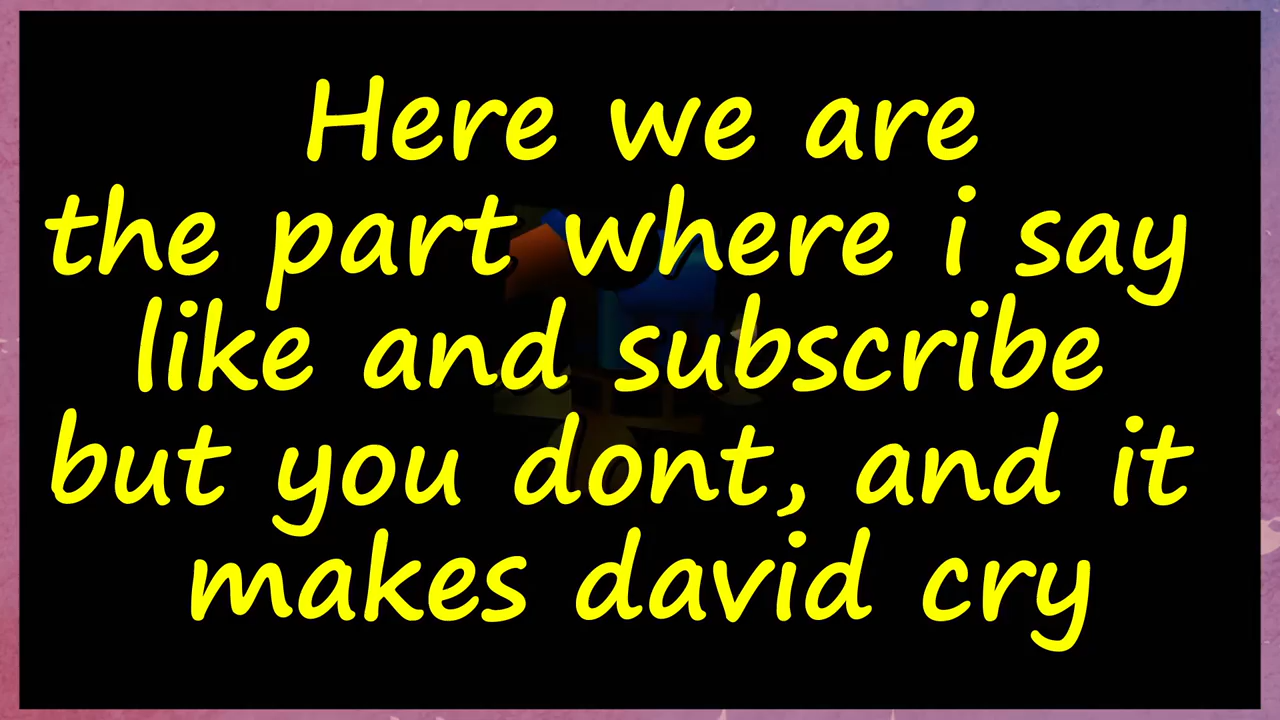 Here we are
the part where i say
like and subscribe
but you dont, and it
makes david cry